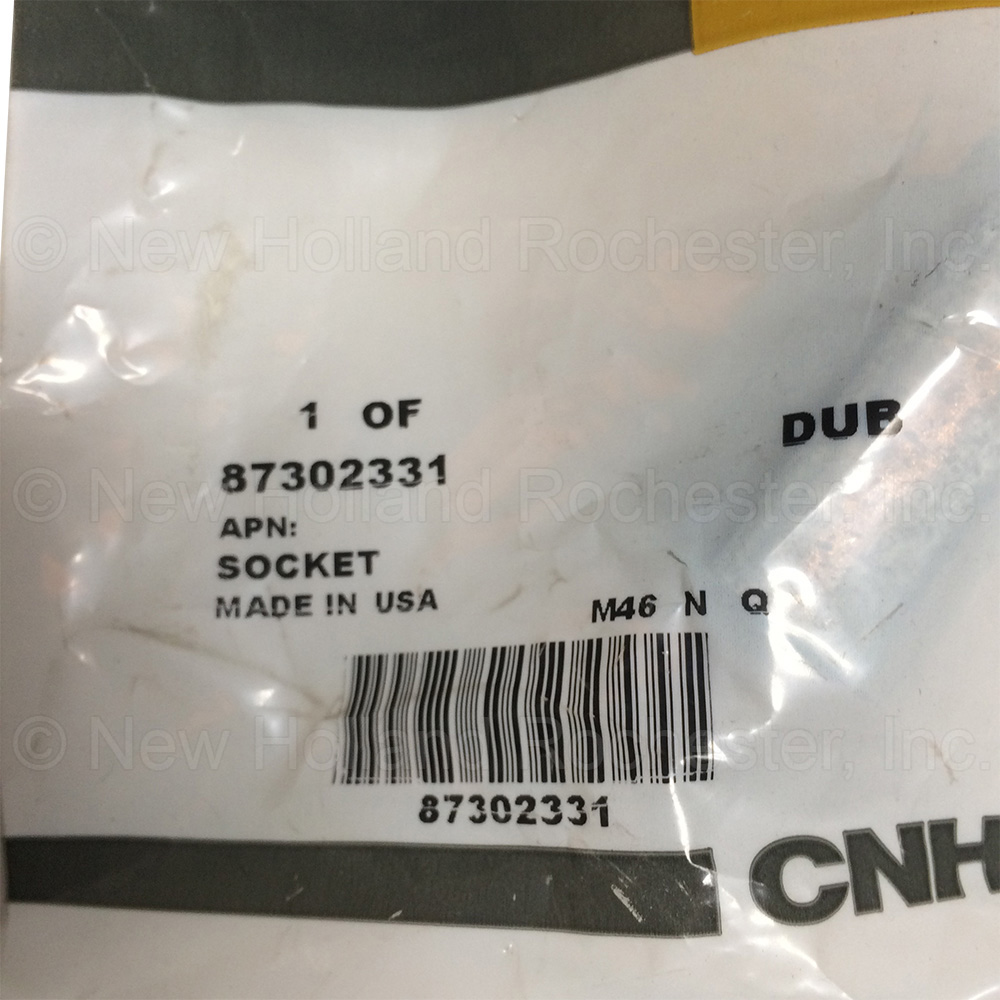 © New Holland Rochester, Inc.
1 OF
DUB
87302331
© New Holland Rochester, Inc.
APN:
SOCKET
MADE IN USA
M46 N Q
© New Holland Rochester, Inc.
87302331
CNH